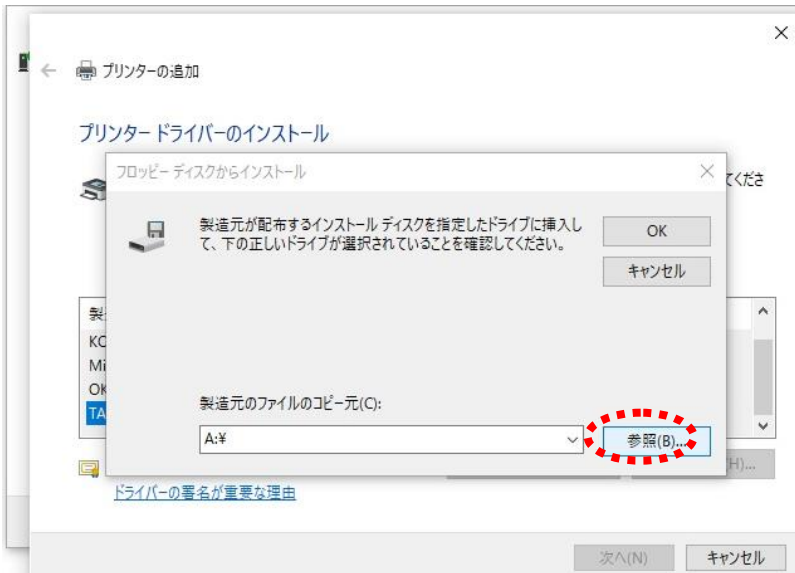 プリンターの追加
プリンター ドライバーのインストール
フロッピー ディスクからインストール
てくださ
製造元が配布するインストール ディスクを指定したドライブに挿入し
て、下の正しいドライブが選択されていることを確認してください。
OK
キャンセル
製
KO
Mi
OK
TA
製造元のファイルのコピー元(C):
A:¥
参照(B)...
(H)...
ドライバーの署名が重要な理由
次へ(N)
キャンセル